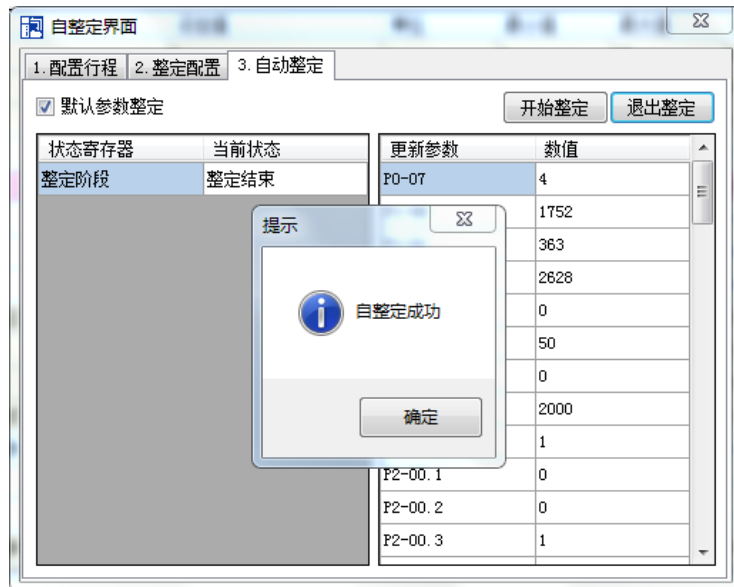 自整定界面
1.配置行程 2.整定配置 3.自动整定
默认参数整定 开始整定 退出整定
状态寄存器 当前状态 更新参数 数值
整定阶段 整定结束 P0-07 4
提示 1752
363
2628
自整定成功 0
50
0
确定 2000
1
P2-00.1 0
P2-00.2 0
P2-00.3 1